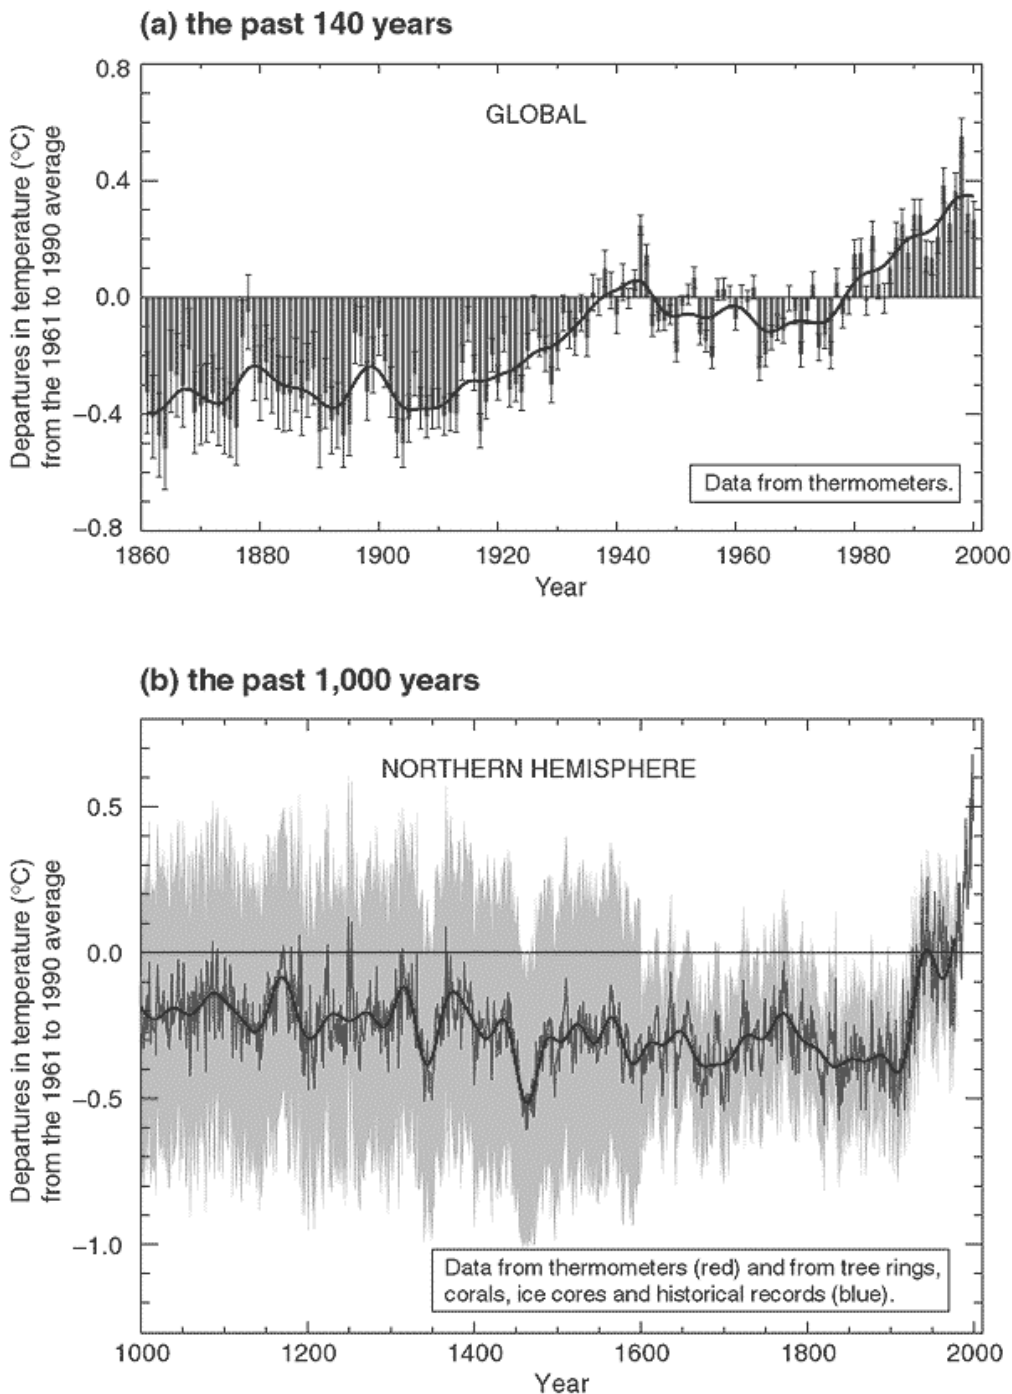 (a) the past 140 years
0.8
GLOBAL
Departures in temperature (°C)
from the 1961 to 1990 average
0.4
0.0
−0.4
Data from thermometers.
−0.8
1860 1880 1900 1920 1940 1960 1980 2000
Year
(b) the past 1,000 years
NORTHERN HEMISPHERE
0.5
Departures in temperature (°C)
from the 1961 to 1990 average
0.0
−0.5
−1.0
Data from thermometers (red) and from tree rings,
corals, ice cores and historical records (blue).
1000 1200 1400 1600 1800 2000
Year